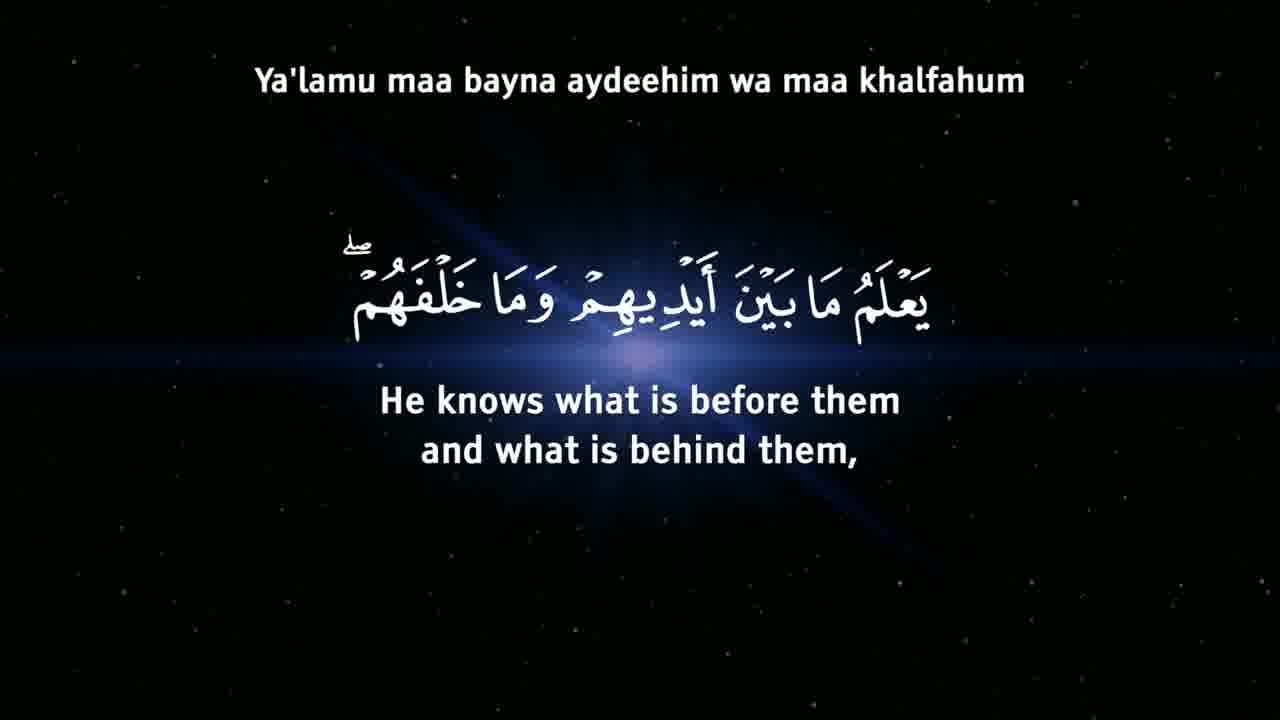 Ya'lamu maa bayna aydeehim wa maa khalfahum
يَعْلَمُ مَا بَيْنَ أَيْدِيهِمْ وَمَا خَلْفَهُمْ ۖ
He knows what is before them
and what is behind them,